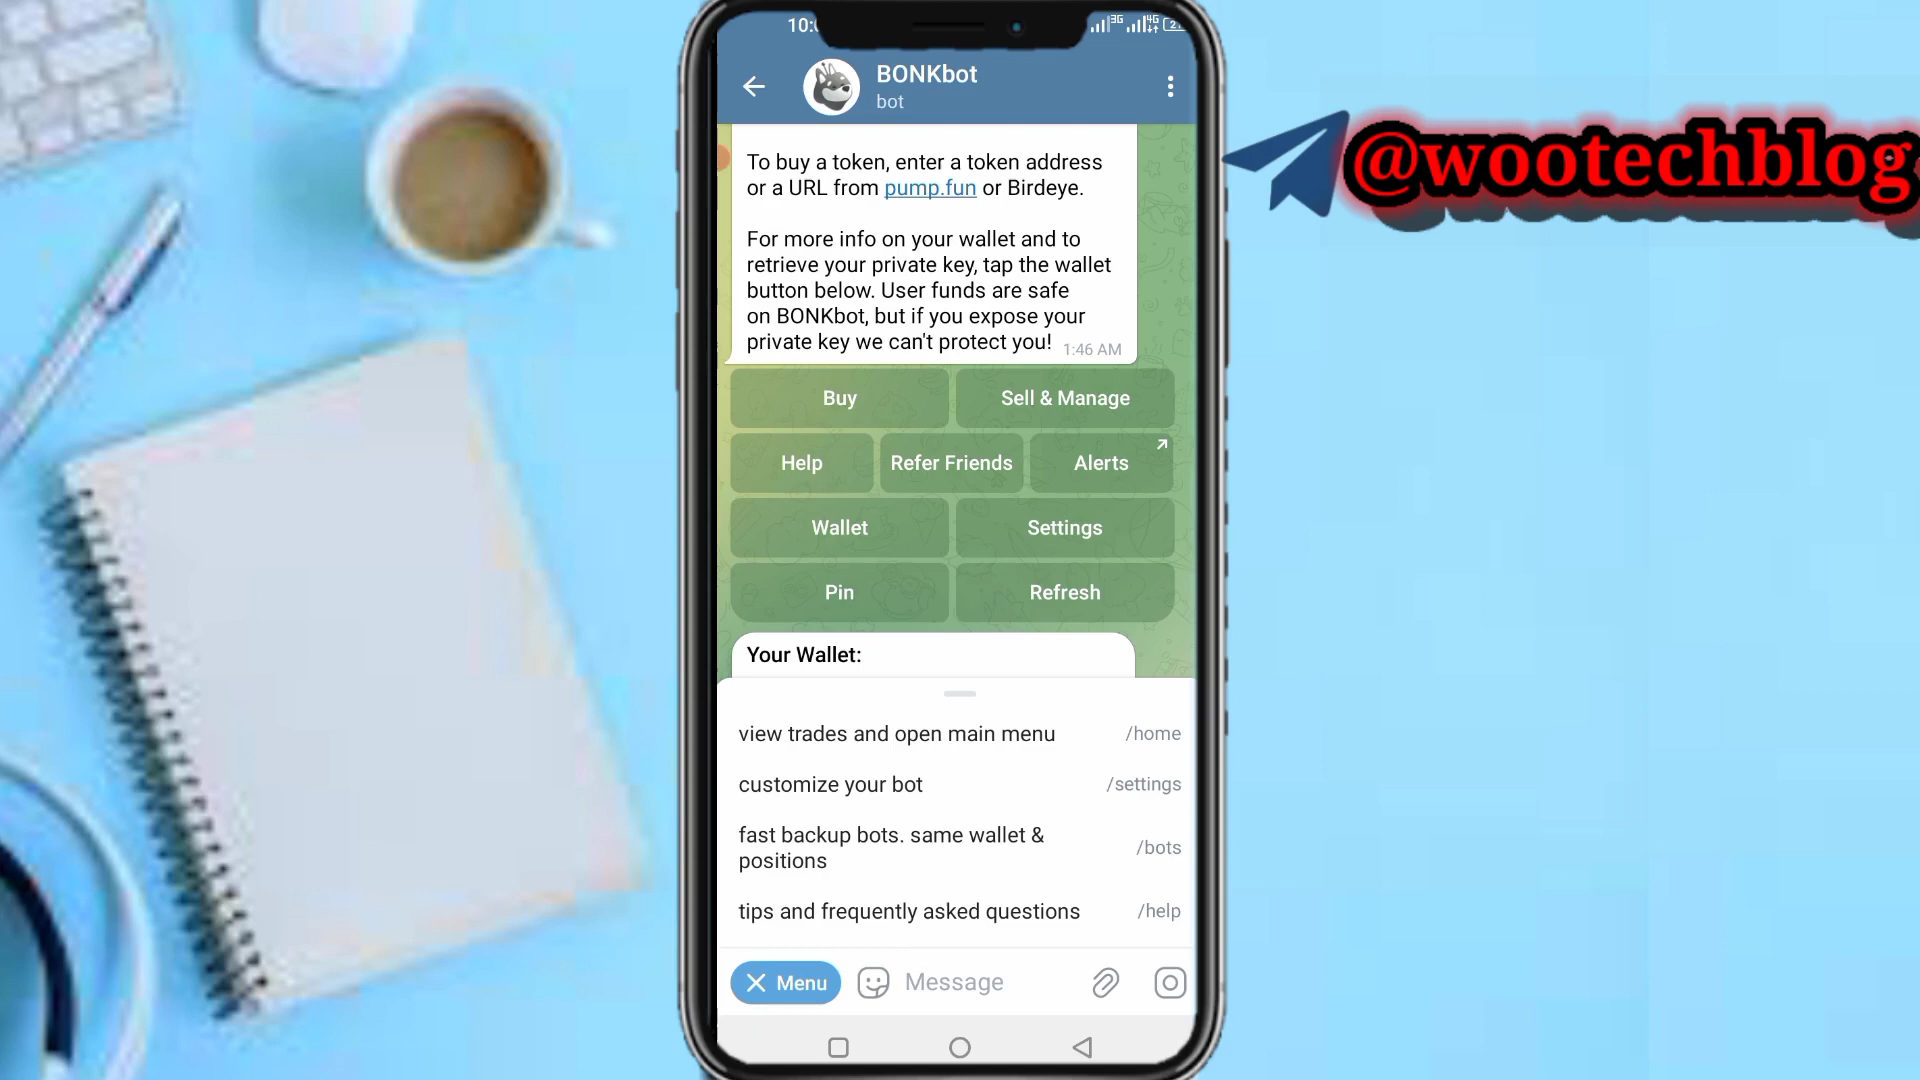 BONKbot
bot
To buy a token, enter a token address
or a URL from pump.fun or Birdeye.
For more info on your wallet and to
retrieve your private key, tap the wallet
button below. User funds are safe
on BONKbot, but if you expose your
private key we can't protect you! 1:46 AM
Buy Sell & Manage
Help Refer Friends Alerts
Wallet Settings
Pin Refresh
Your Wallet:
view trades and open main menu /home
customize your bot /settings
fast backup bots. same wallet &
positions /bots
tips and frequently asked questions /help
Menu Message
@wootechblog